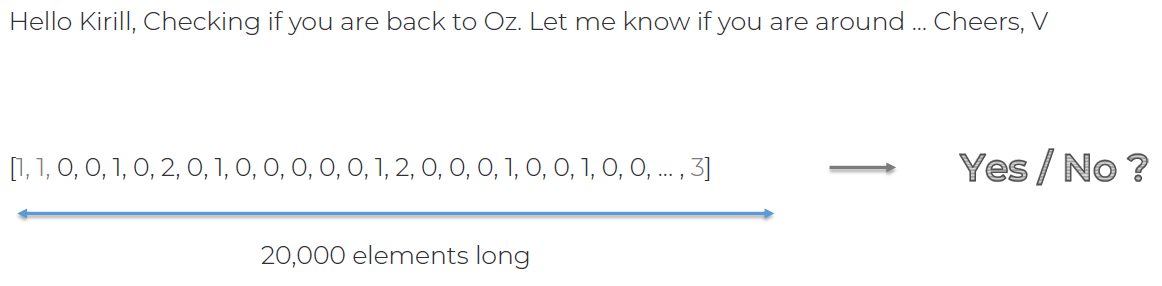 Hello Kirill, Checking if you are back to Oz. Let me know if you are around ... Cheers, V
[1, 1, 0, 0, 1, 0, 2, 0, 1, 0, 0, 0, 0, 0, 1, 2, 0, 0, 0, 1, 0, 0, 1, 0, 0, ... , 3]
Yes / No ?
20,000 elements long